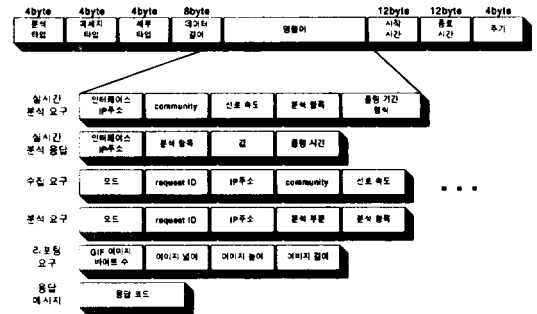 4byte 4byte 4byte 8byte 12byte 12byte 4byte
분석 타입 메세지 타입 세부 타입 데이터 길이 명령어 시작 시간 종료 시간 주기
실시간 분석 요구
인터페이스 IP주소 community 선로 속도 분석 항목 폴링 기간 형식
실시간 분석 응답
인터페이스 IP주소 분석 항목 값 폴링 시간
수집 요구
모드 request ID IP주소 community 선로 속도 ...
분석 요구
모드 request ID IP주소 분석 부분 분석 항목
리포팅 요구
GIF 이미지 바이트 수 이미지 넓이 이미지 높이 이미지 길이
응답 메시지
응답 코드